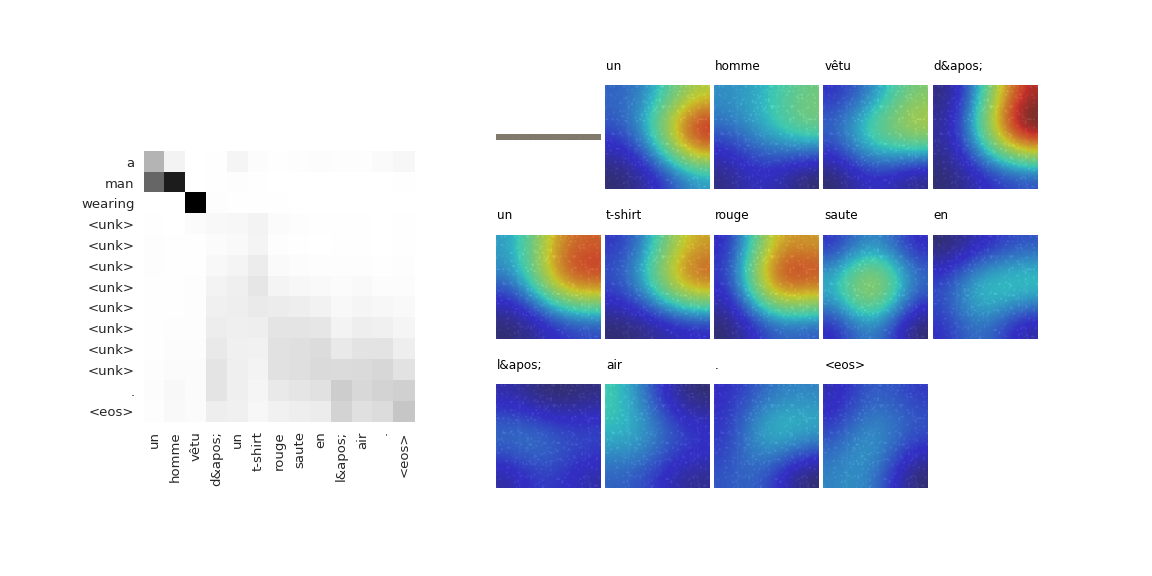 a
man
wearing
<unk>
<unk>
<unk>
<unk>
<unk>
<unk>
<unk>
<unk>
.
<eos>
un
homme
vêtu
d&apos;
un
t-shirt
rouge
saute
en
l&apos;
air
.
<eos>
un homme vêtu d&apos;
un t-shirt rouge saute en
l&apos; air . <eos>